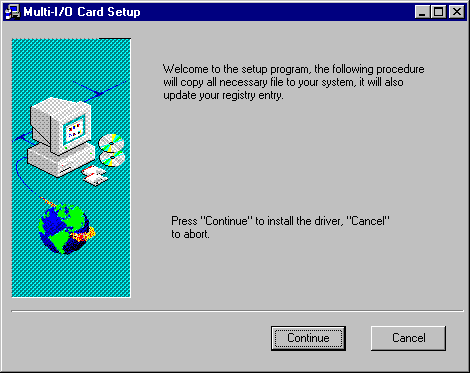 Multi-I/O Card Setup
Welcome to the setup program, the following procedure
will copy all necessary file to your system, it will also
update your registry entry.
Press "Continue" to install the driver, "Cancel"
to abort.
Continue
Cancel